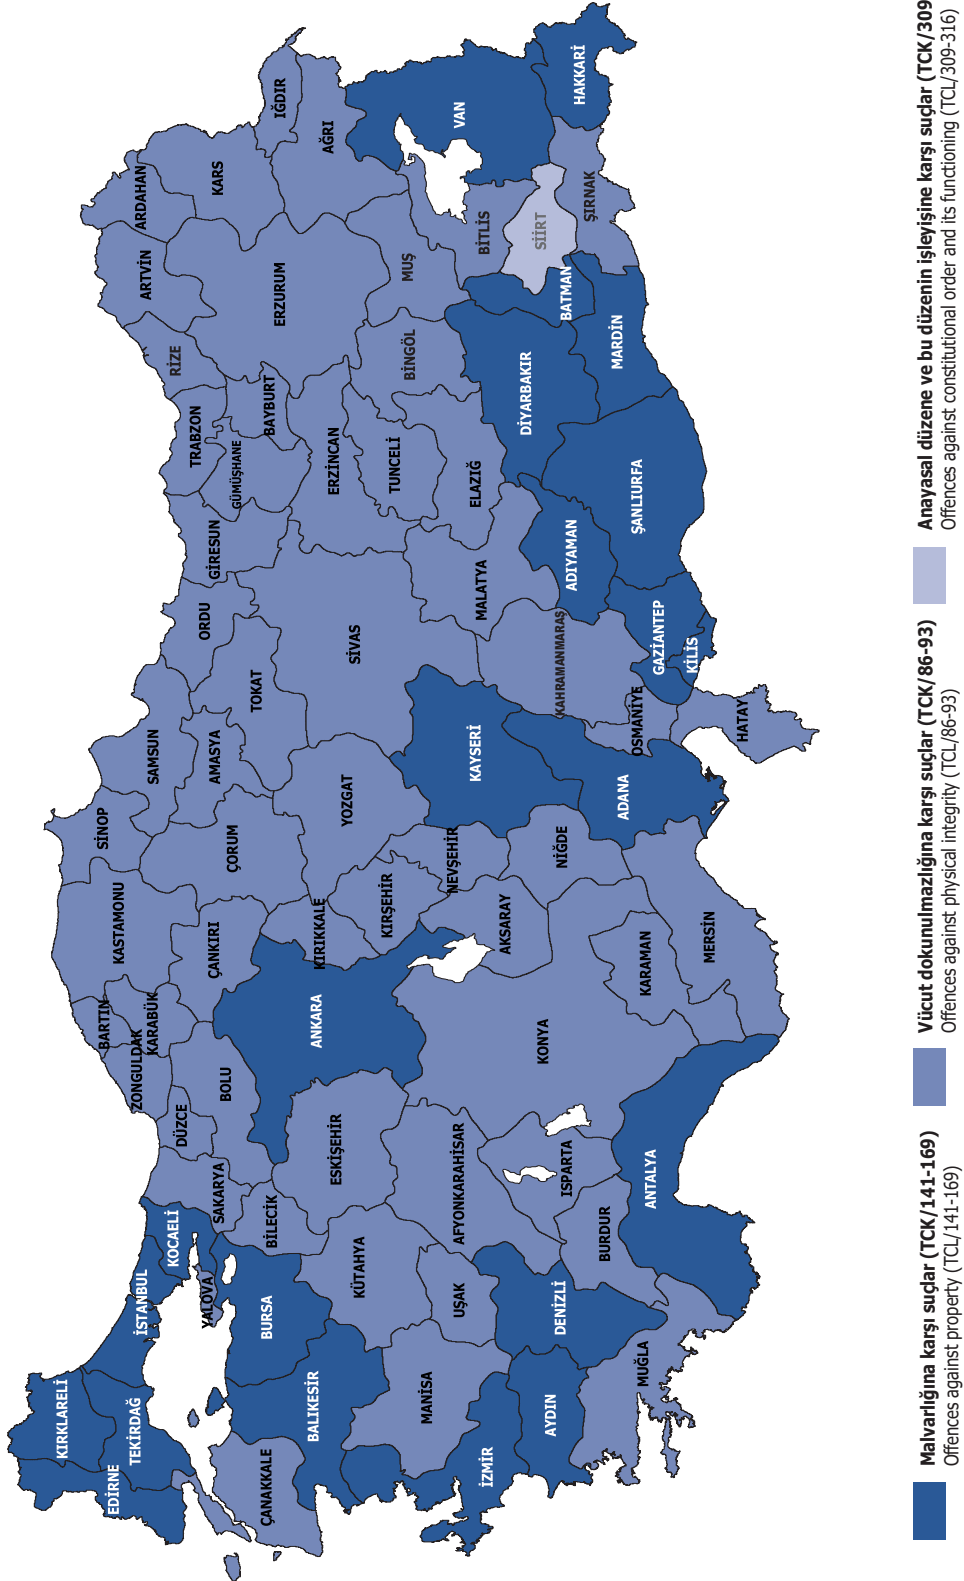 KIRKLARELİ
EDİRNE
TEKİRDAĞ
İSTANBUL
KOCAELİ
YALOVA
SAKARYA
DÜZCE
ZONGULDAK
BARTIN
KARABÜK
KASTAMONU
SİNOP
SAMSUN
ORDU
GİRESUN
TRABZON
GÜMÜŞHANE
RİZE
ARTVİN
ARDAHAN
KARS
IĞDIR
AĞRI
ERZURUM
BAYBURT
ERZİNCAN
TUNCELİ
BİNGÖL
MUŞ
BİTLİS
VAN
HAKKARİ
ŞIRNAK
SİİRT
BATMAN
MARDİN
DİYARBAKIR
ELAZIĞ
MALATYA
ADIYAMAN
ŞANLIURFA
GAZİANTEP
KİLİS
KAHRAMANMARAŞ
OSMANİYE
HATAY
ADANA
KAYSERİ
SİVAS
TOKAT
AMASYA
ÇORUM
YOZGAT
ÇANKIRI
KIRIKKALE
KIRŞEHİR
NEVŞEHİR
NİĞDE
AKSARAY
ANKARA
BOLU
BİLECİK
ESKİŞEHİR
BURSA
ÇANAKKALE
BALIKESİR
KÜTAHYA
MANİSA
UŞAK
AFYONKARAHİSAR
KONYA
KARAMAN
MERSİN
ISPARTA
ANTALYA
BURDUR
DENİZLİ
AYDIN
İZMİR
MUĞLA
Malvarlığına karşı suçlar (TCK/141-169)
Offences against property (TCL/141-169)
Vücut dokunulmazlığına karşı suçlar (TCK/86-93)
Offences against physical integrity (TCL/86-93)
Anayasal düzene ve bu düzenin işleyişine karşı suçlar (TCK/309
Offences against constitutional order and its functioning (TCL/309-316)